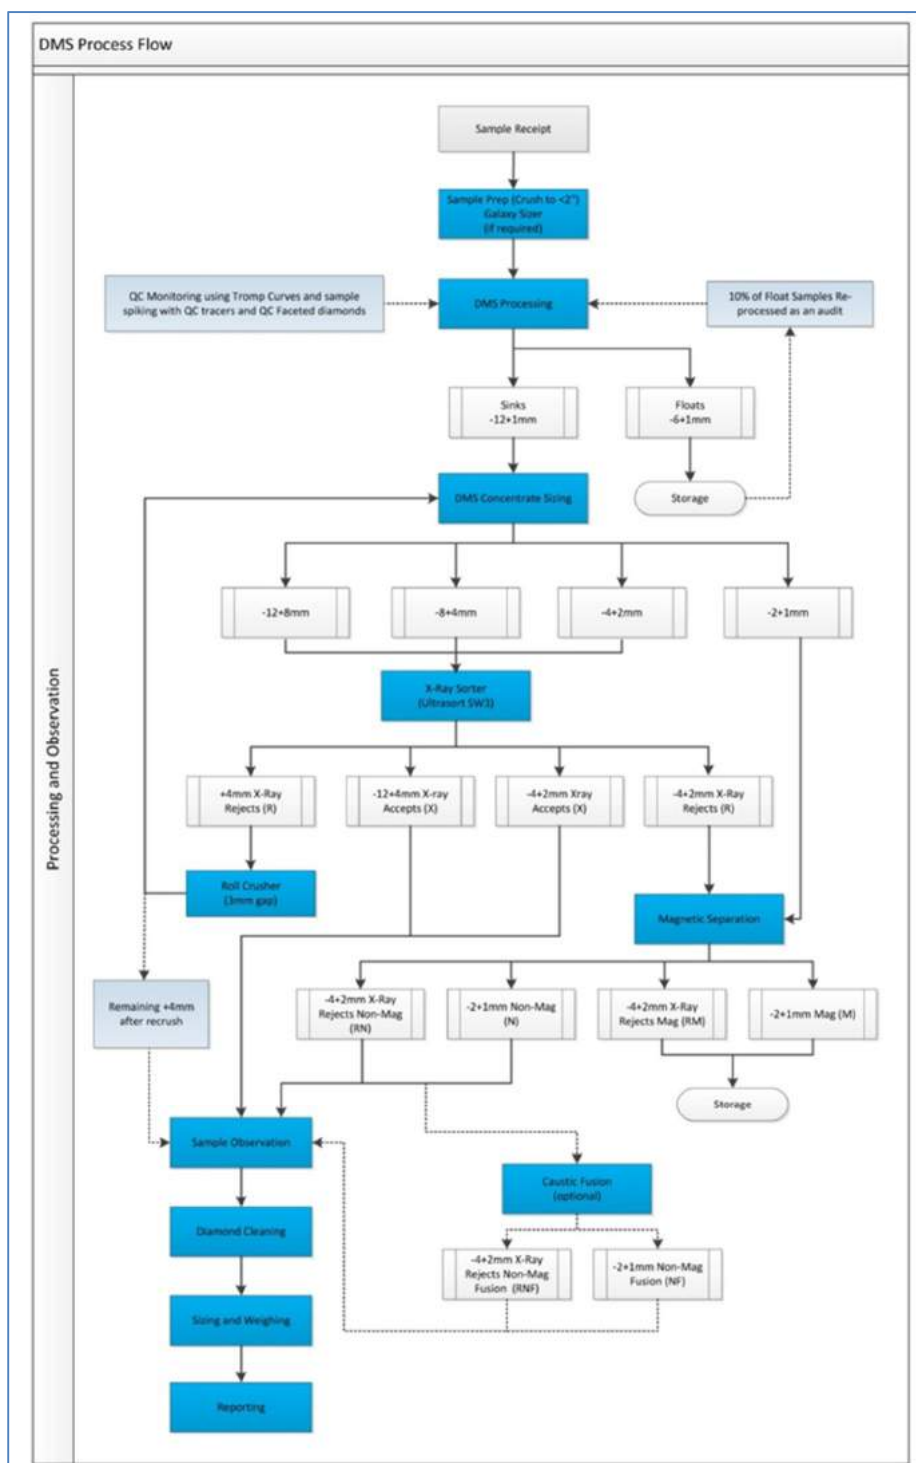 DMS Process Flow
Processing and Observation
Sample Receipt
Sample Prep (Crush to <2")
Galaxy Sizer
(if required)
QC Monitoring using Tromp Curves and sample
spiking with QC tracers and QC Faceted diamonds
DMS Processing
10% of Float Samples Re-
processed as an audit
Sinks
-12+1mm
Floats
-6+1mm
DMS Concentrate Sizing
Storage
-12+8mm
-8+4mm
-4+2mm
-2+1mm
X-Ray Sorter
(Ultrasort SW3)
+4mm X-Ray
Rejects (R)
-12+4mm X-ray
Accepts (X)
-4+2mm Xray
Accepts (X)
-4+2mm X-Ray
Rejects (R)
Roll Crusher
(3mm gap)
Magnetic Separation
Remaining +4mm
after recrush
-4+2mm X-Ray
Rejects Non-Mag
(RN)
-2+1mm Non-Mag
(N)
-4+2mm X-Ray
Rejects Mag (RM)
-2+1mm Mag (M)
Storage
Sample Observation
Caustic Fusion
(optional)
Diamond Cleaning
-4+2mm X-Ray
Rejects Non-Mag
Fusion (RNF)
-2+1mm Non-Mag
Fusion (NF)
Sizing and Weighing
Reporting